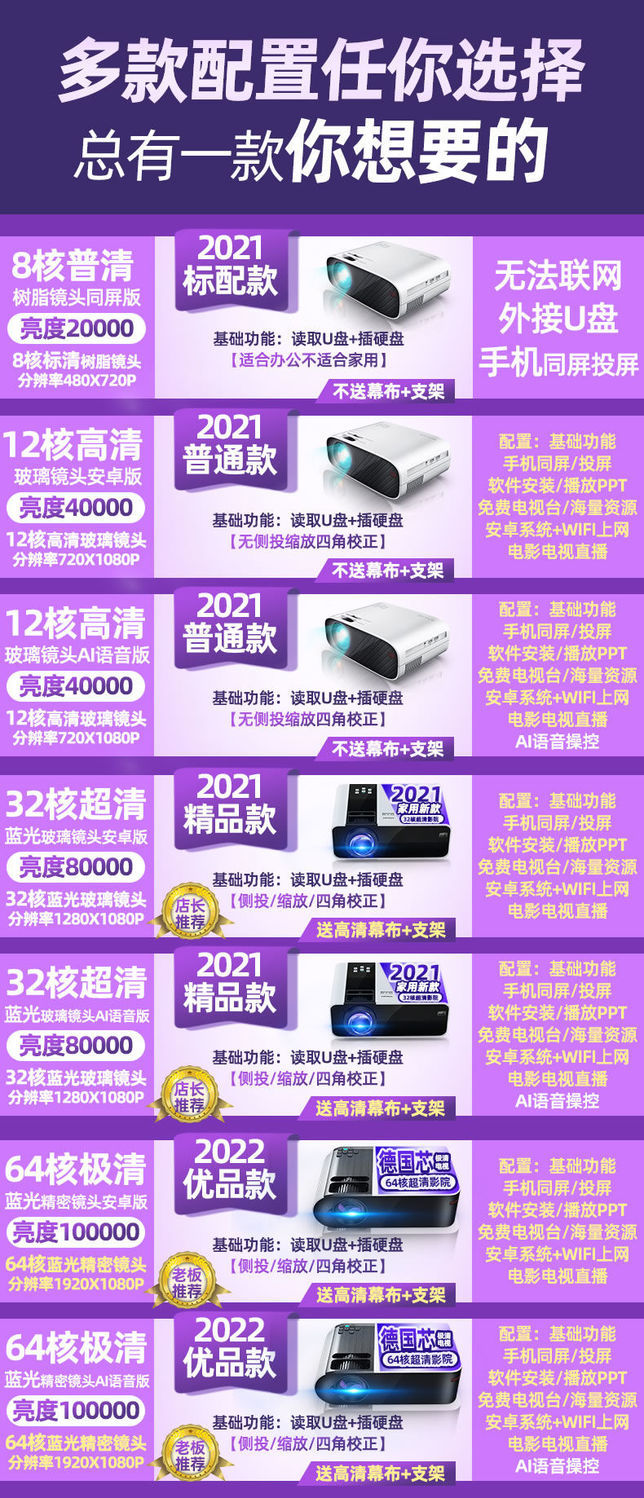 多款配置任你选择
总有一款你想要的
8核普清
树脂镜头同屏版
亮度20000
8核标清树脂镜头
分辨率480X720P
2021
标配款
基础功能：读取U盘+插硬盘
【适合办公不适合家用】
不送幕布+支架
无法联网
外接U盘
手机同屏投屏
12核高清
玻璃镜头安卓版
亮度40000
12核高清玻璃镜头
分辨率720X1080P
2021
普通款
基础功能：读取U盘+插硬盘
【无侧投缩放四角校正】
不送幕布+支架
配置：基础功能
手机同屏/投屏
软件安装/播放PPT
免费电视台/海量资源
安卓系统+WIFI上网
电影电视直播
12核高清
玻璃镜头AI语音版
亮度40000
12核高清玻璃镜头
分辨率720X1080P
2021
普通款
基础功能：读取U盘+插硬盘
【无侧投缩放四角校正】
不送幕布+支架
配置：基础功能
手机同屏/投屏
软件安装/播放PPT
免费电视台/海量资源
安卓系统+WIFI上网
电影电视直播
AI语音操控
32核超清
蓝光玻璃镜头安卓版
亮度80000
32核蓝光玻璃镜头
分辨率1280X1080P
2021
精品款
2021
家用新款
32核超清影院
基础功能：读取U盘+插硬盘
【侧投/缩放/四角校正】
店长
推荐
送高清幕布+支架
配置：基础功能
手机同屏/投屏
软件安装/播放PPT
免费电视台/海量资源
安卓系统+WIFI上网
电影电视直播
32核超清
蓝光玻璃镜头AI语音版
亮度80000
32核蓝光玻璃镜头
分辨率1280X1080P
2021
精品款
2021
家用新款
32核超清影院
基础功能：读取U盘+插硬盘
【侧投/缩放/四角校正】
店长
推荐
送高清幕布+支架
配置：基础功能
手机同屏/投屏
软件安装/播放PPT
免费电视台/海量资源
安卓系统+WIFI上网
电影电视直播
AI语音操控
64核极清
蓝光精密镜头安卓版
亮度100000
64核蓝光精密镜头
分辨率1920X1080P
2022
优品款
德国芯
极清
电视
64核超清影院
基础功能：读取U盘+插硬盘
【侧投/缩放/四角校正】
老板
推荐
送高清幕布+支架
配置：基础功能
手机同屏/投屏
软件安装/播放PPT
免费电视台/海量资源
安卓系统+WIFI上网
电影电视直播
64核极清
蓝光精密镜头AI语音版
亮度100000
64核蓝光精密镜头
分辨率1920X1080P
2022
优品款
德国芯
极清
电视
64核超清影院
基础功能：读取U盘+插硬盘
【侧投/缩放/四角校正】
老板
推荐
送高清幕布+支架
配置：基础功能
手机同屏/投屏
软件安装/播放PPT
免费电视台/海量资源
安卓系统+WIFI上网
电影电视直播
AI语音操控